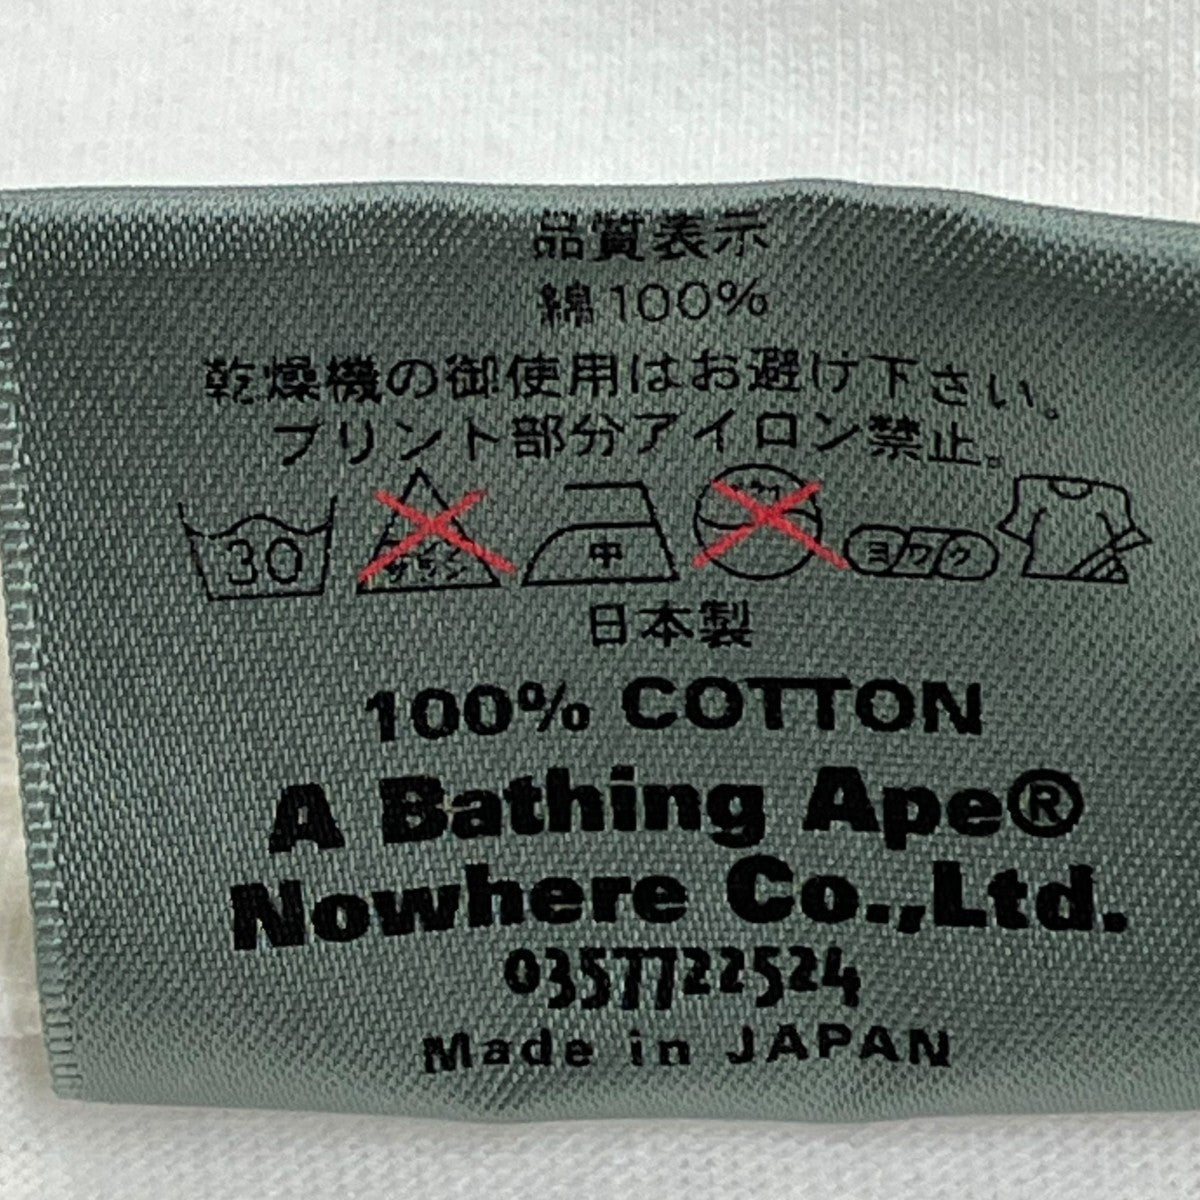 品質表示
綿100%
乾燥機の御使用はお避け下さい。
プリント部分アイロン禁止。
30 中 ヨワク
日本製
100% COTTON
A Bathing Ape®
Nowhere Co.,Ltd.
0357722524
Made in JAPAN